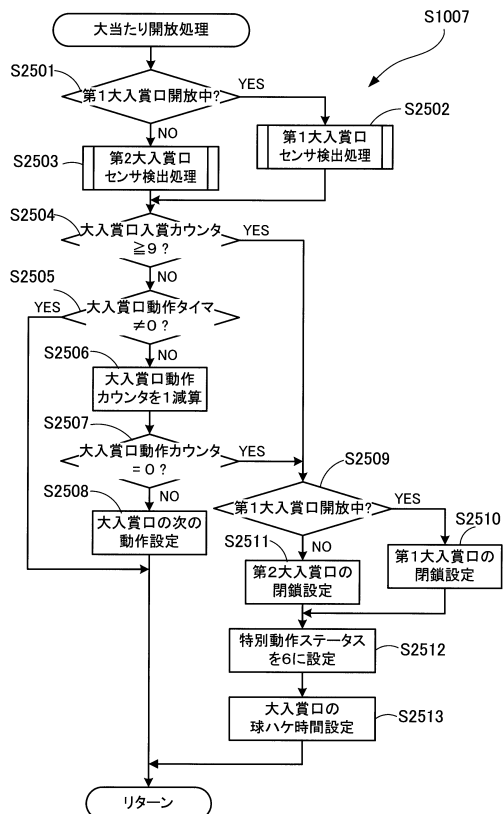 大当たり開放処理
S1007
S2501
第1大入賞口開放中?
YES
NO
S2502
第1大入賞口
センサ検出処理
S2503
第2大入賞口
センサ検出処理
S2504
大入賞口入賞カウンタ
≧9?
YES
NO
S2505
YES
大入賞口動作タイマ
≠0?
NO
S2506
大入賞口動作
カウンタを1減算
S2507
大入賞口動作カウンタ
=0?
YES
NO
S2508
大入賞口の次の
動作設定
S2509
第1大入賞口開放中?
YES
NO
S2510
第1大入賞口の
閉鎖設定
S2511
第2大入賞口の
閉鎖設定
特別動作ステータス
を6に設定
S2512
大入賞口の
球ハケ時間設定
S2513
リターン